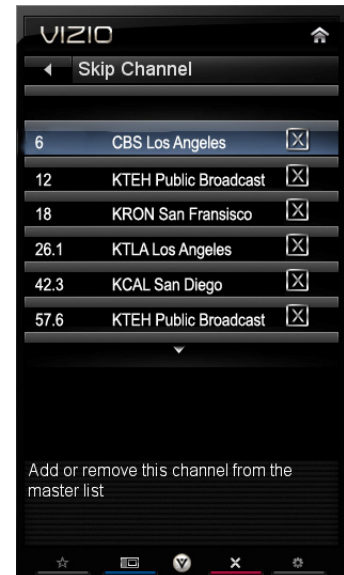 VIZIO
Skip Channel
6 CBS Los Angeles X
12 KTEH Public Broadcast X
18 KRON San Fransisco X
26.1 KTLA Los Angeles X
42.3 KCAL San Diego X
57.6 KTEH Public Broadcast X
Add or remove this channel from the
master list